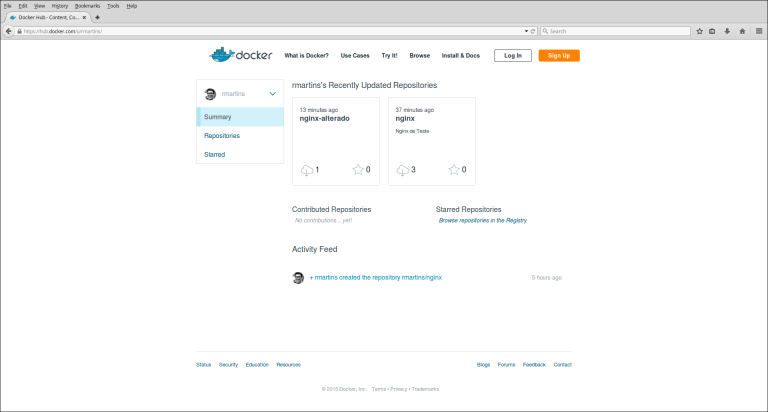 File Edit View History Bookmarks Tools Help
Docker Hub - Content, Co...
https://hub.docker.com/u/rmartins/
Search
docker What is Docker? Use Cases Try It! Browse Install & Docs Log In Sign Up
rmartins
Summary
Repositories
Starred
rmartins's Recently Updated Repositories
13 minutes ago
nginx-alterado
1 0
37 minutes ago
nginx
Nginx de Teste
3 0
Contributed Repositories
No contributions... yet!
Starred Repositories
Browse repositories in the Registry
Activity Feed
+ rmartins created the repository rmartins/nginx 5 hours ago
Status Security Education Resources Blogs Forums Feedback Contact
© 2015 Docker, Inc. Terms • Privacy • Trademarks